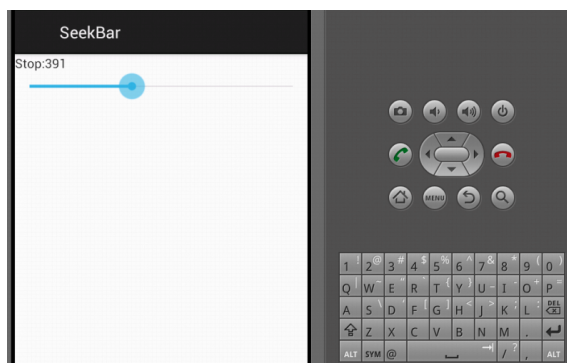 SeekBar
Stop:391
MENU
1 ! 2 @ 3 # 4 $ 5 % 6 ^ 7 & 8 * 9 ( 0 )
Q | W ~ E " R ` T { Y } U _ I - O + P =
A S \ D ' F [ G ] H < J > K ; L : DEL
Z X C V B N M .
ALT SYM @ / ? , ALT